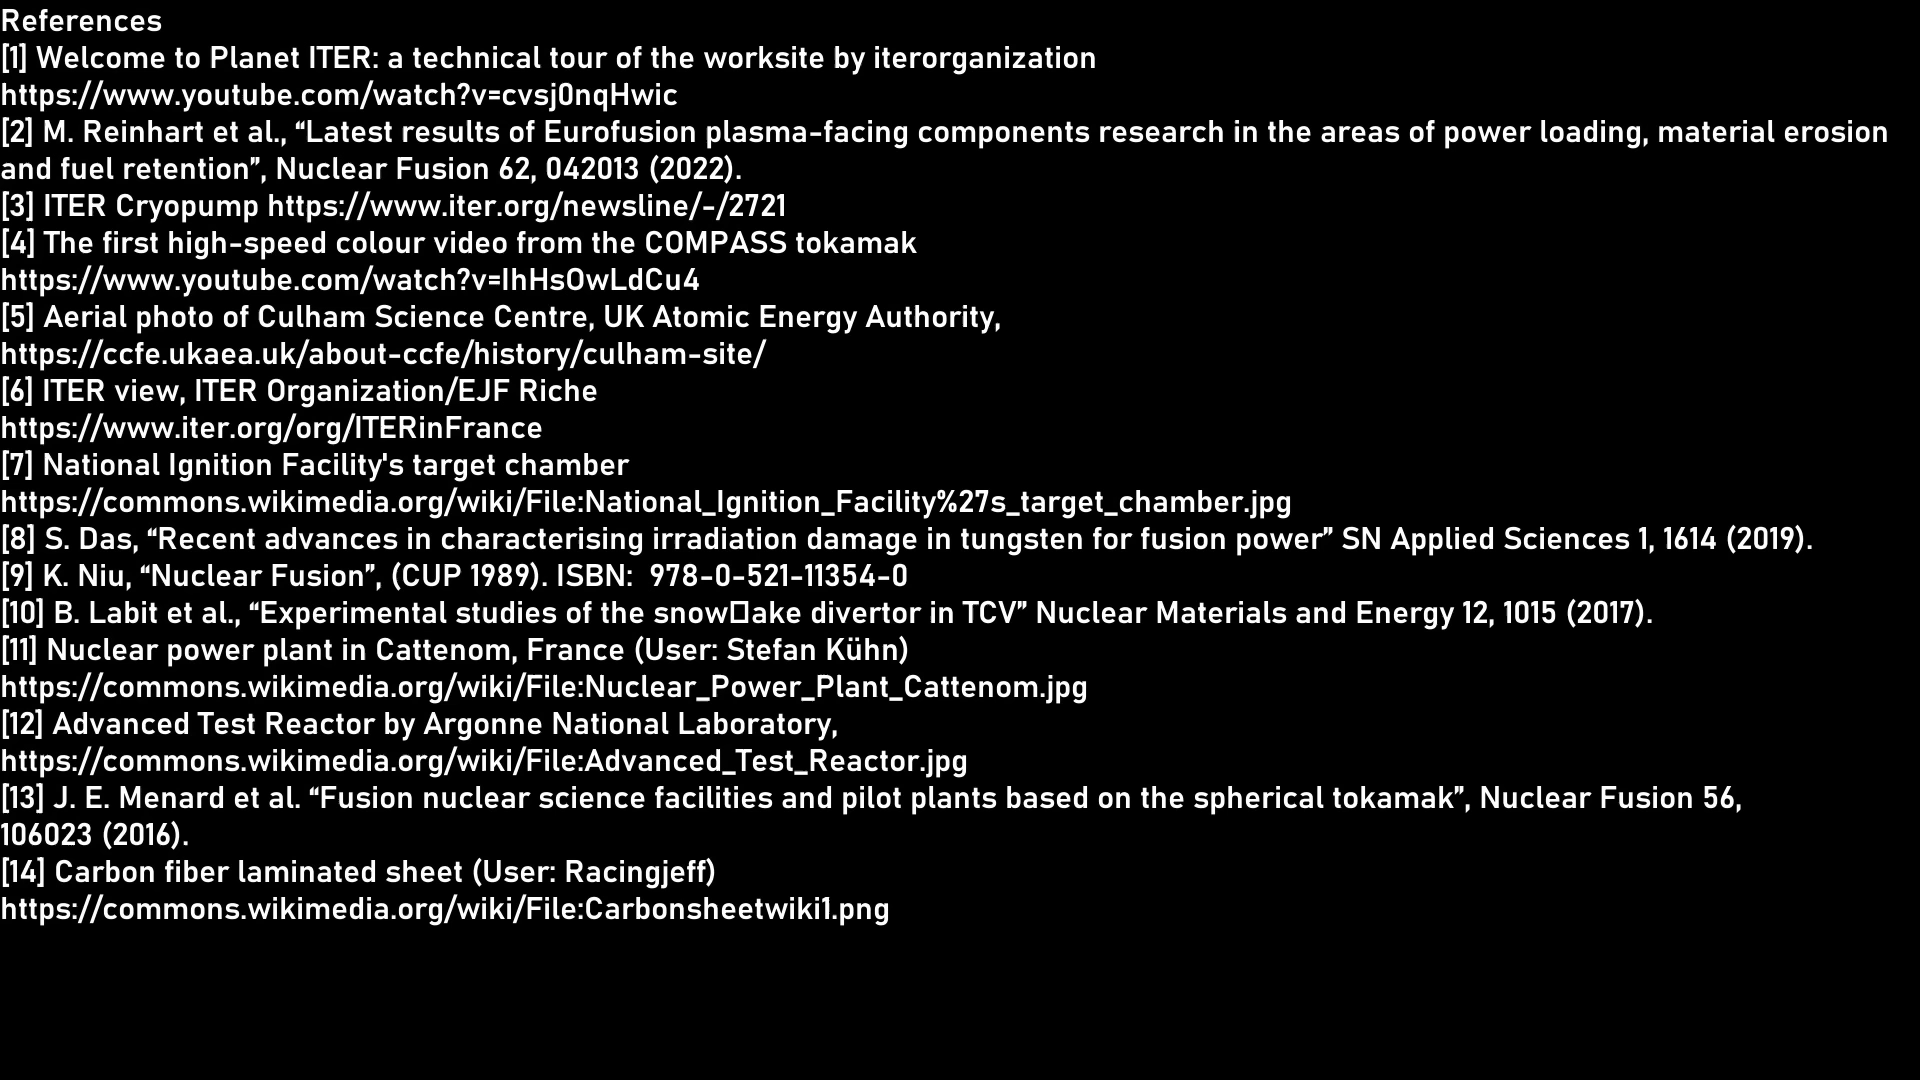 References
[1] Welcome to Planet ITER: a technical tour of the worksite by iterorganization
https://www.youtube.com/watch?v=cvsj0nqHwic
[2] M. Reinhart et al., “Latest results of Eurofusion plasma-facing components research in the areas of power loading, material erosion
and fuel retention”, Nuclear Fusion 62, 042013 (2022).
[3] ITER Cryopump https://www.iter.org/newsline/-/2721
[4] The first high-speed colour video from the COMPASS tokamak
https://www.youtube.com/watch?v=IhHsOwLdCu4
[5] Aerial photo of Culham Science Centre, UK Atomic Energy Authority,
https://ccfe.ukaea.uk/about-ccfe/history/culham-site/
[6] ITER view, ITER Organization/EJF Riche
https://www.iter.org/org/ITERinFrance
[7] National Ignition Facility's target chamber
https://commons.wikimedia.org/wiki/File:National_Ignition_Facility%27s_target_chamber.jpg
[8] S. Das, “Recent advances in characterising irradiation damage in tungsten for fusion power” SN Applied Sciences 1, 1614 (2019).
[9] K. Niu, “Nuclear Fusion”, (CUP 1989). ISBN:  978-0-521-11354-0
[10] B. Labit et al., “Experimental studies of the snow□ake divertor in TCV” Nuclear Materials and Energy 12, 1015 (2017).
[11] Nuclear power plant in Cattenom, France (User: Stefan Kühn)
https://commons.wikimedia.org/wiki/File:Nuclear_Power_Plant_Cattenom.jpg
[12] Advanced Test Reactor by Argonne National Laboratory,
https://commons.wikimedia.org/wiki/File:Advanced_Test_Reactor.jpg
[13] J. E. Menard et al. “Fusion nuclear science facilities and pilot plants based on the spherical tokamak”, Nuclear Fusion 56,
106023 (2016).
[14] Carbon fiber laminated sheet (User: Racingjeff)
https://commons.wikimedia.org/wiki/File:Carbonsheetwiki1.png